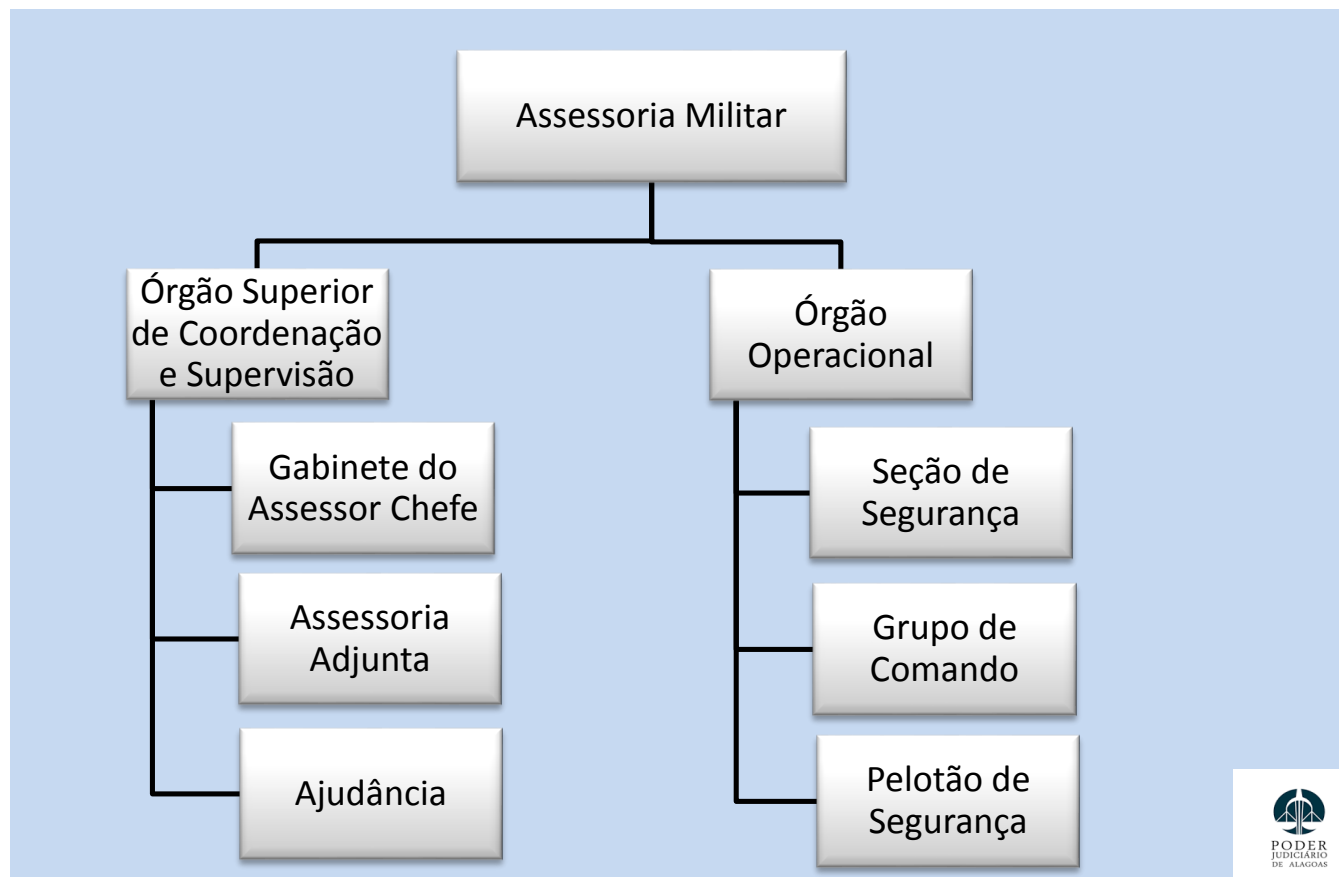 Assessoria Militar
Órgão Superior
de Coordenação
e Supervisão
Gabinete do
Assessor Chefe
Assessoria
Adjunta
Ajudância
Órgão
Operacional
Seção de
Segurança
Grupo de
Comando
Pelotão de
Segurança
PODER
JUDICIÁRIO
DE ALAGOAS